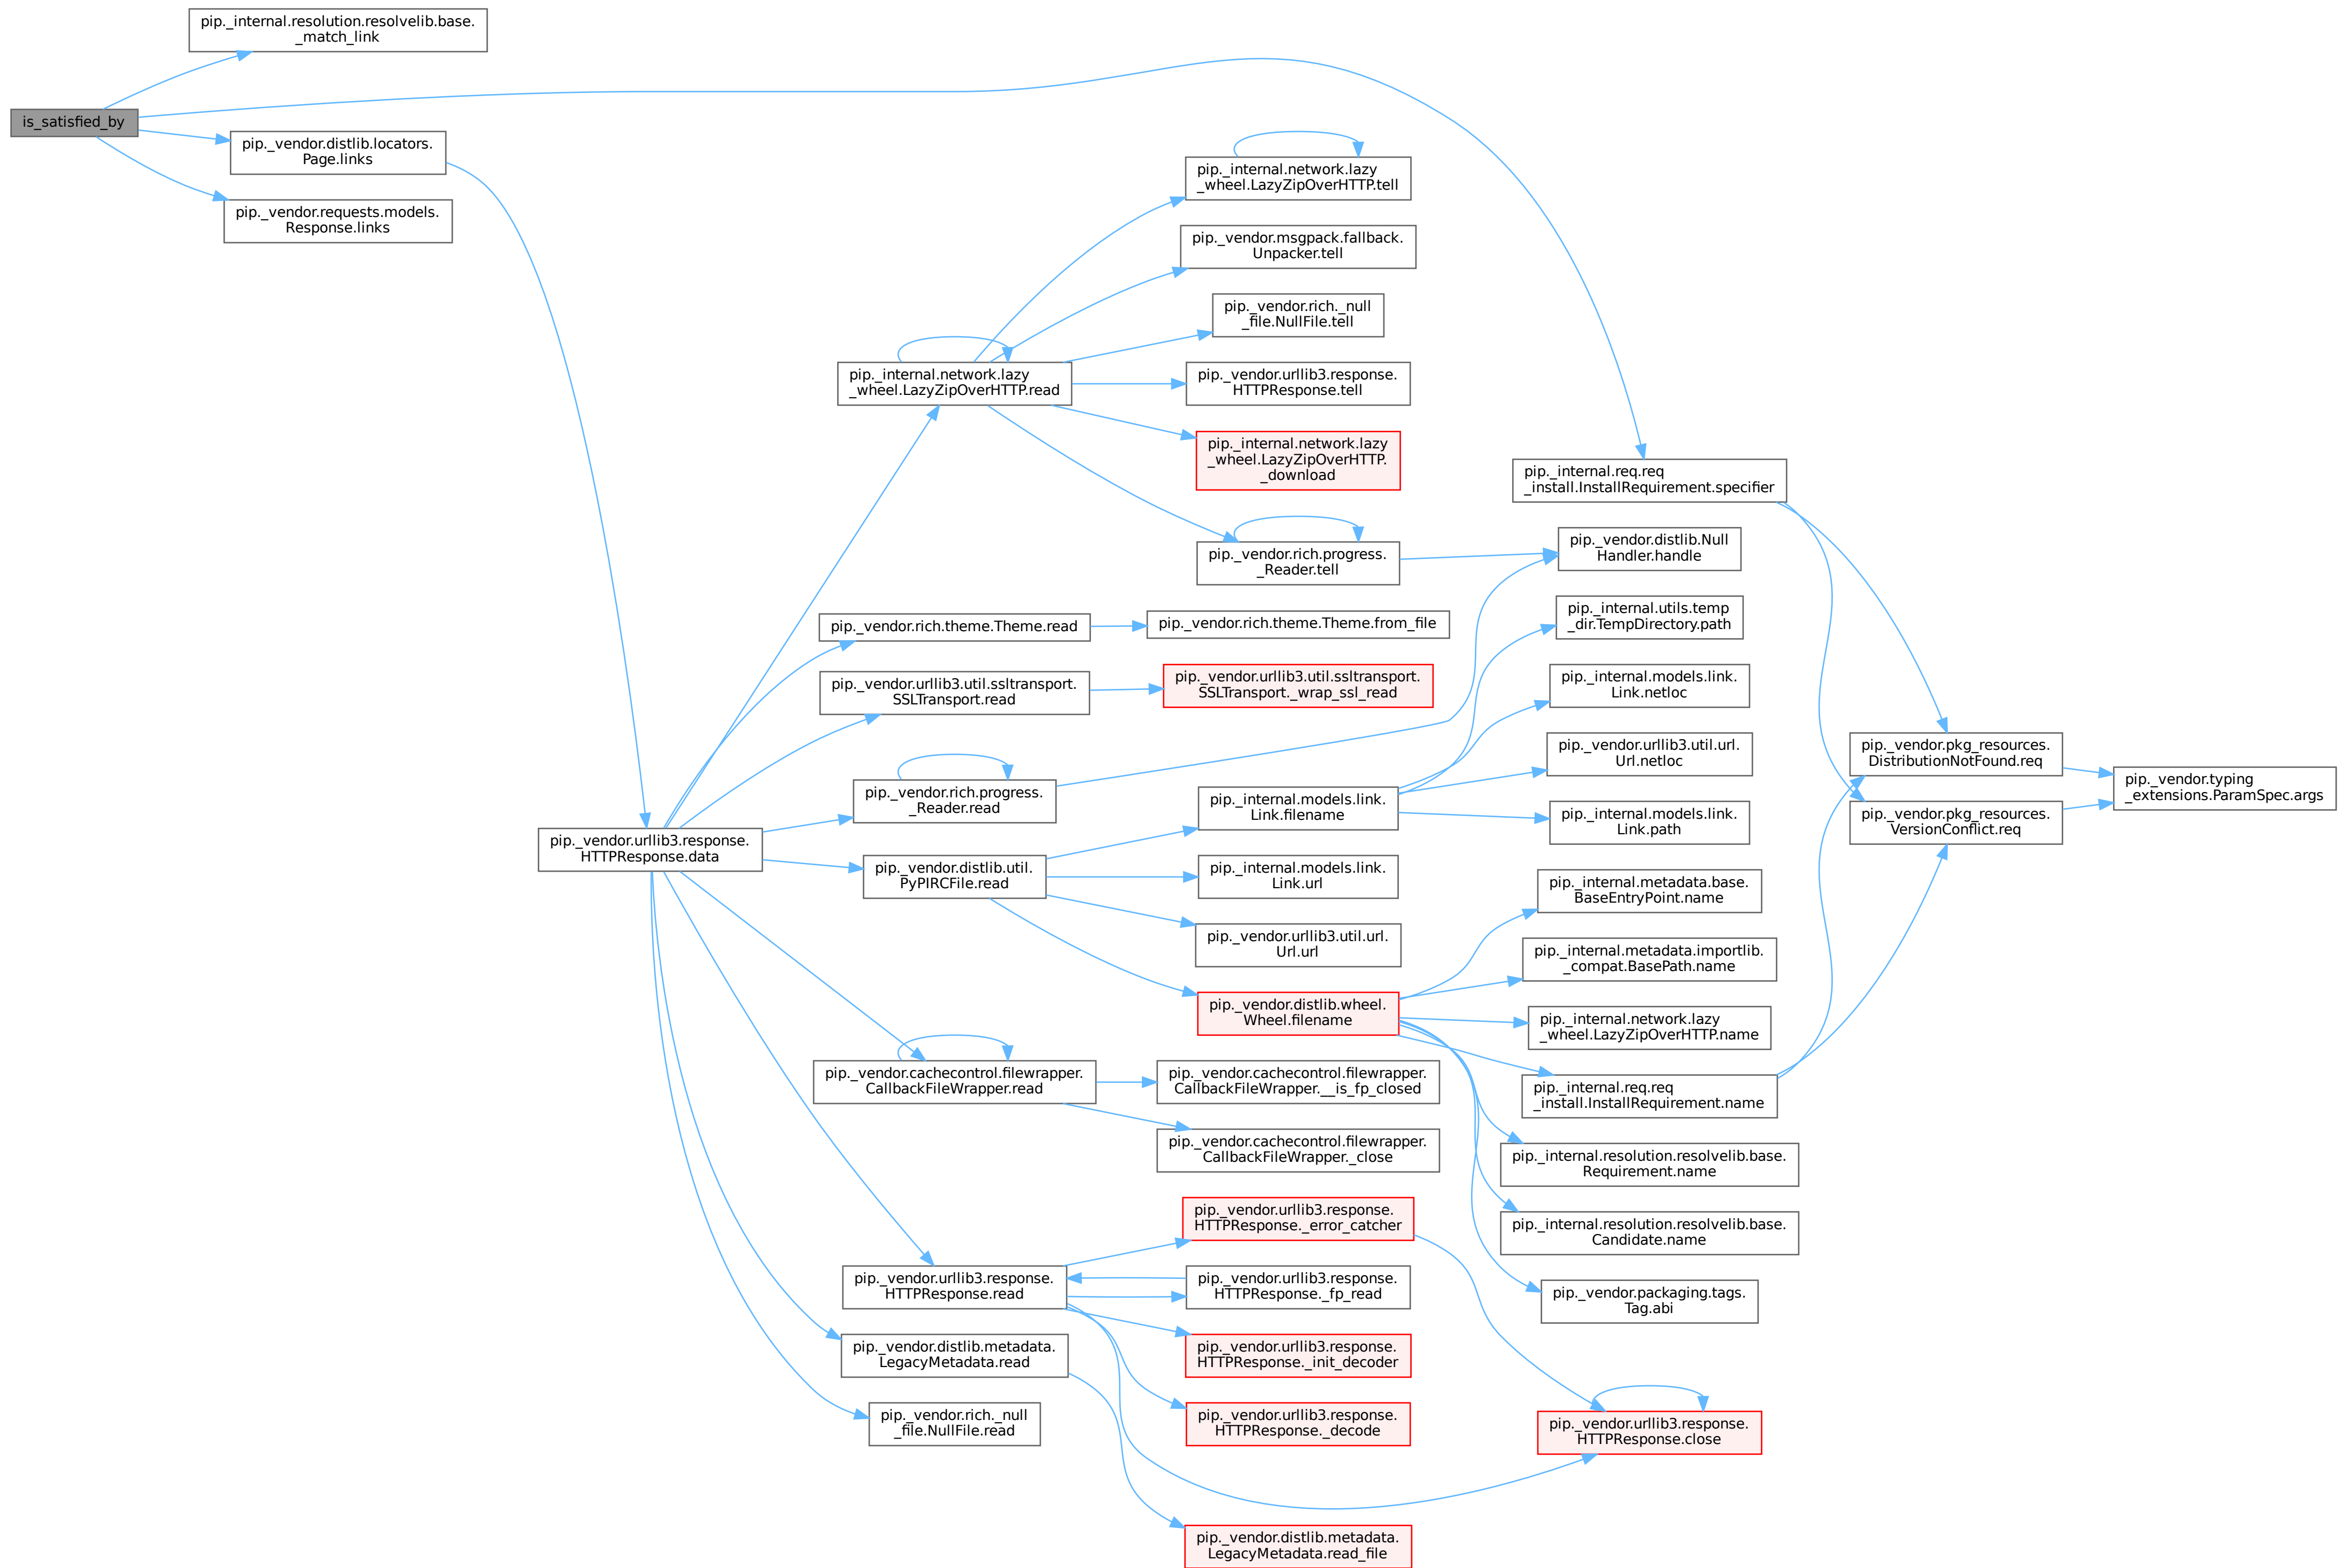 is_satisfied_by
pip._internal.resolution.resolvelib.base.
_match_link
pip._vendor.distlib.locators.
Page.links
pip._vendor.requests.models.
Response.links
pip._vendor.urllib3.response.
HTTPResponse.data
pip._internal.network.lazy
_wheel.LazyZipOverHTTP.read
pip._vendor.rich.theme.Theme.read
pip._vendor.urllib3.util.ssltransport.
SSLTransport.read
pip._vendor.rich.progress.
_Reader.read
pip._vendor.distlib.util.
PyPIRCFile.read
pip._vendor.cachecontrol.filewrapper.
CallbackFileWrapper.read
pip._vendor.urllib3.response.
HTTPResponse.read
pip._vendor.distlib.metadata.
LegacyMetadata.read
pip._vendor.rich._null
_file.NullFile.read
pip._internal.network.lazy
_wheel.LazyZipOverHTTP.tell
pip._vendor.msgpack.fallback.
Unpacker.tell
pip._vendor.rich._null
_file.NullFile.tell
pip._vendor.urllib3.response.
HTTPResponse.tell
pip._internal.network.lazy
_wheel.LazyZipOverHTTP.
_download
pip._vendor.rich.progress.
_Reader.tell
pip._vendor.rich.theme.Theme.from_file
pip._vendor.urllib3.util.ssltransport.
SSLTransport._wrap_ssl_read
pip._internal.models.link.
Link.filename
pip._internal.models.link.
Link.url
pip._vendor.urllib3.util.url.
Url.url
pip._vendor.distlib.wheel.
Wheel.filename
pip._vendor.cachecontrol.filewrapper.
CallbackFileWrapper.__is_fp_closed
pip._vendor.cachecontrol.filewrapper.
CallbackFileWrapper._close
pip._vendor.urllib3.response.
HTTPResponse._error_catcher
pip._vendor.urllib3.response.
HTTPResponse._fp_read
pip._vendor.urllib3.response.
HTTPResponse._init_decoder
pip._vendor.urllib3.response.
HTTPResponse._decode
pip._vendor.distlib.metadata.
LegacyMetadata.read_file
pip._internal.req.req
_install.InstallRequirement.specifier
pip._vendor.distlib.Null
Handler.handle
pip._internal.utils.temp
_dir.TempDirectory.path
pip._internal.models.link.
Link.netloc
pip._vendor.urllib3.util.url.
Url.netloc
pip._internal.models.link.
Link.path
pip._internal.metadata.base.
BaseEntryPoint.name
pip._internal.metadata.importlib.
_compat.BasePath.name
pip._internal.network.lazy
_wheel.LazyZipOverHTTP.name
pip._internal.req.req
_install.InstallRequirement.name
pip._internal.resolution.resolvelib.base.
Requirement.name
pip._internal.resolution.resolvelib.base.
Candidate.name
pip._vendor.packaging.tags.
Tag.abi
pip._vendor.urllib3.response.
HTTPResponse.close
pip._vendor.pkg_resources.
DistributionNotFound.req
pip._vendor.pkg_resources.
VersionConflict.req
pip._vendor.typing
_extensions.ParamSpec.args